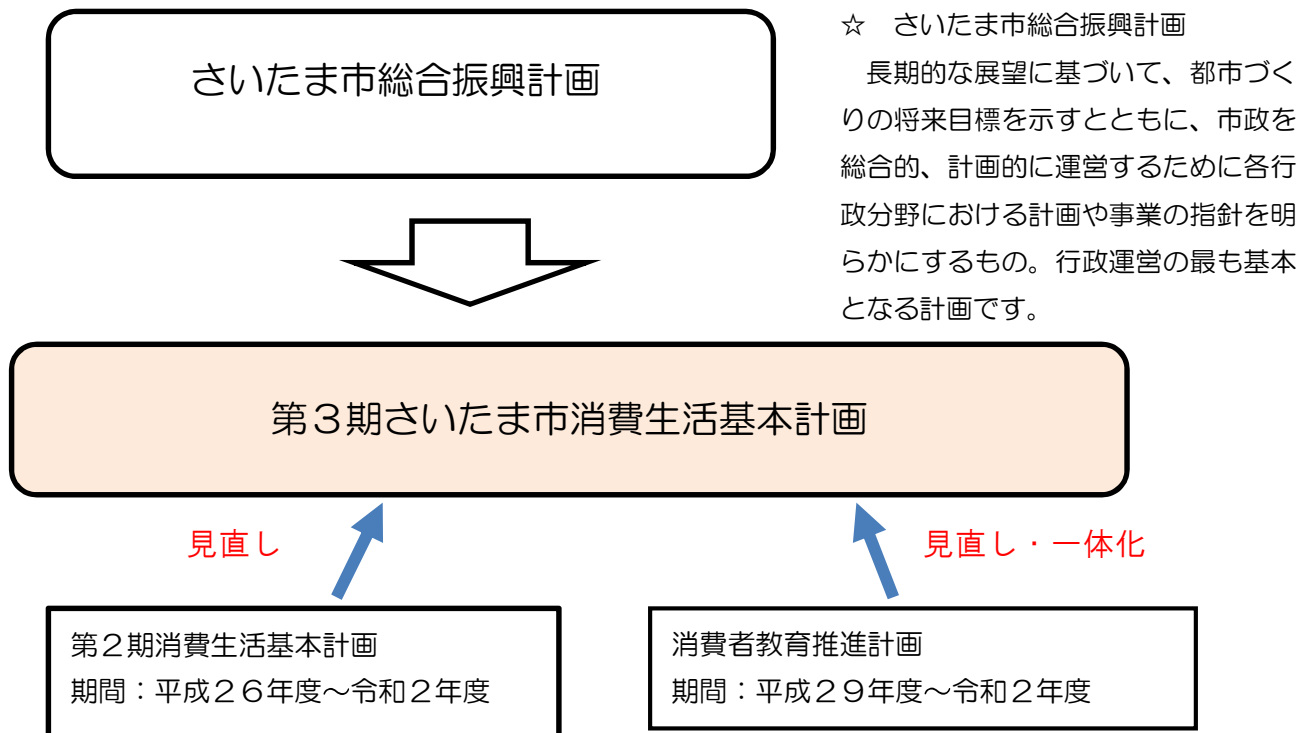 さいたま市総合振興計画
☆　さいたま市総合振興計画
　長期的な展望に基づいて、都市づく
りの将来目標を示すとともに、市政を
総合的、計画的に運営するために各行
政分野における計画や事業の指針を明
らかにするもの。行政運営の最も基本
となる計画です。
第３期さいたま市消費生活基本計画
見直し
見直し・一体化
第２期消費生活基本計画
期間：平成２６年度～令和２年度
消費者教育推進計画
期間：平成２９年度～令和２年度